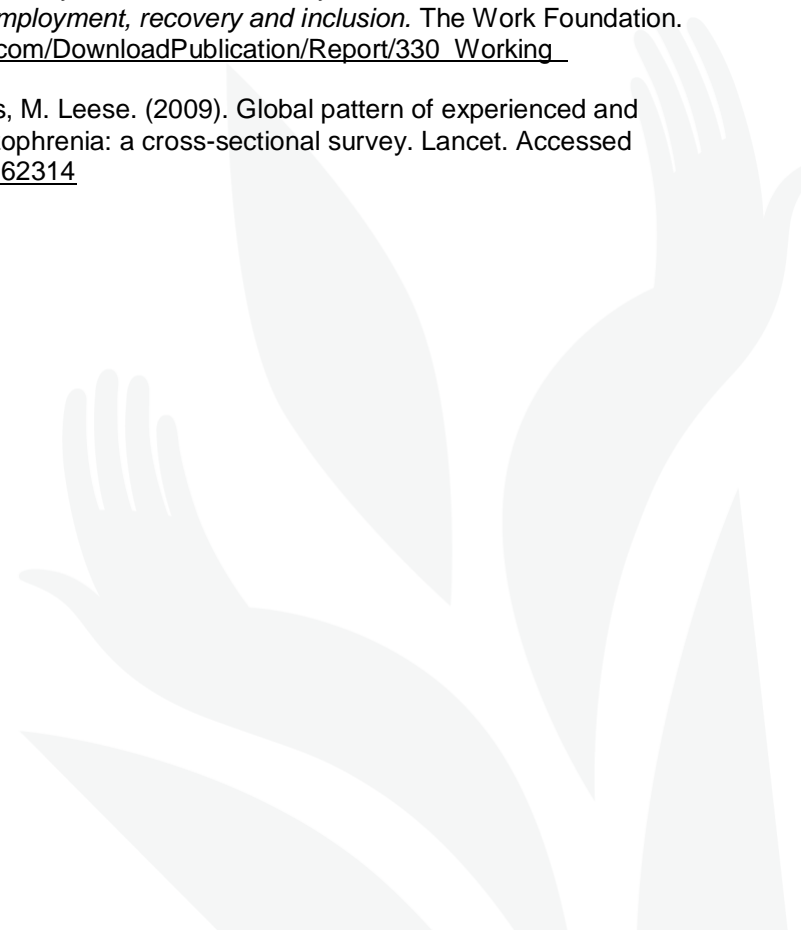 mployment, recovery and inclusion. The Work Foundation.
com/DownloadPublication/Report/330_Working_
s, M. Leese. (2009). Global pattern of experienced and
ophrenia: a cross-sectional survey. Lancet. Accessed
62314